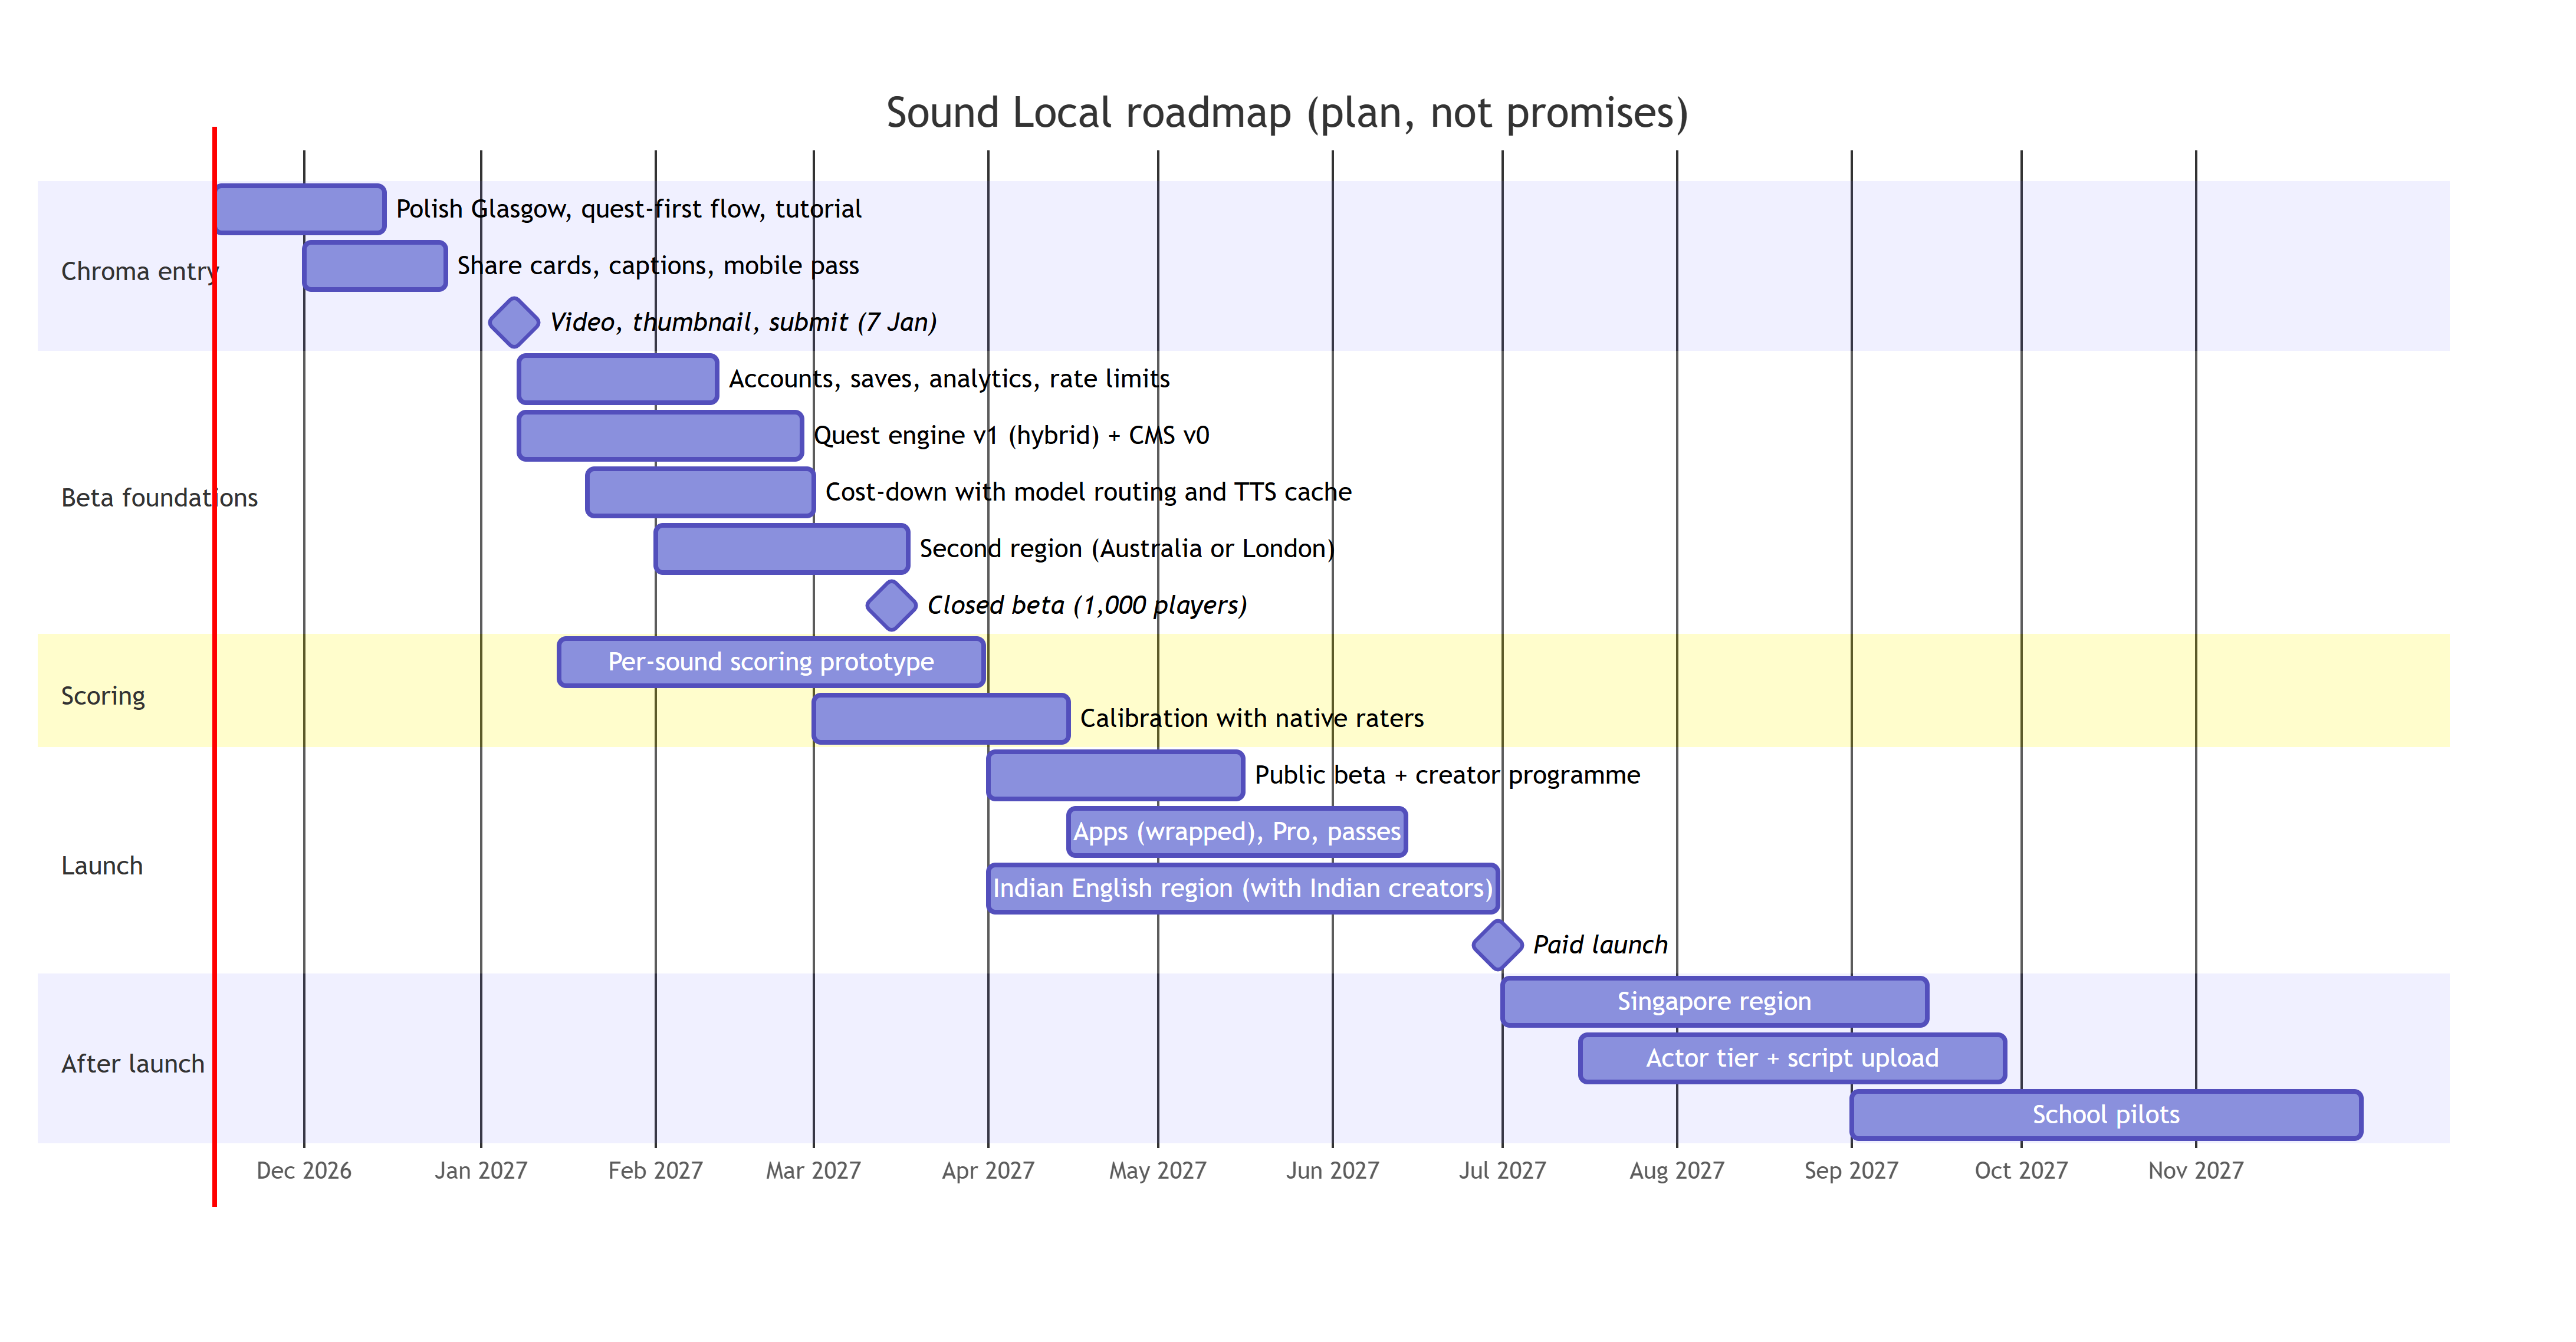 Sound Local roadmap (plan, not promises)
Chroma entry
Polish Glasgow, quest-first flow, tutorial
Share cards, captions, mobile pass
Video, thumbnail, submit (7 Jan)
Beta foundations
Accounts, saves, analytics, rate limits
Quest engine v1 (hybrid) + CMS v0
Cost-down with model routing and TTS cache
Second region (Australia or London)
Closed beta (1,000 players)
Scoring
Per-sound scoring prototype
Calibration with native raters
Launch
Public beta + creator programme
Apps (wrapped), Pro, passes
Indian English region (with Indian creators)
Paid launch
After launch
Singapore region
Actor tier + script upload
School pilots
Dec 2026 Jan 2027 Feb 2027 Mar 2027 Apr 2027 May 2027 Jun 2027 Jul 2027 Aug 2027 Sep 2027 Oct 2027 Nov 2027